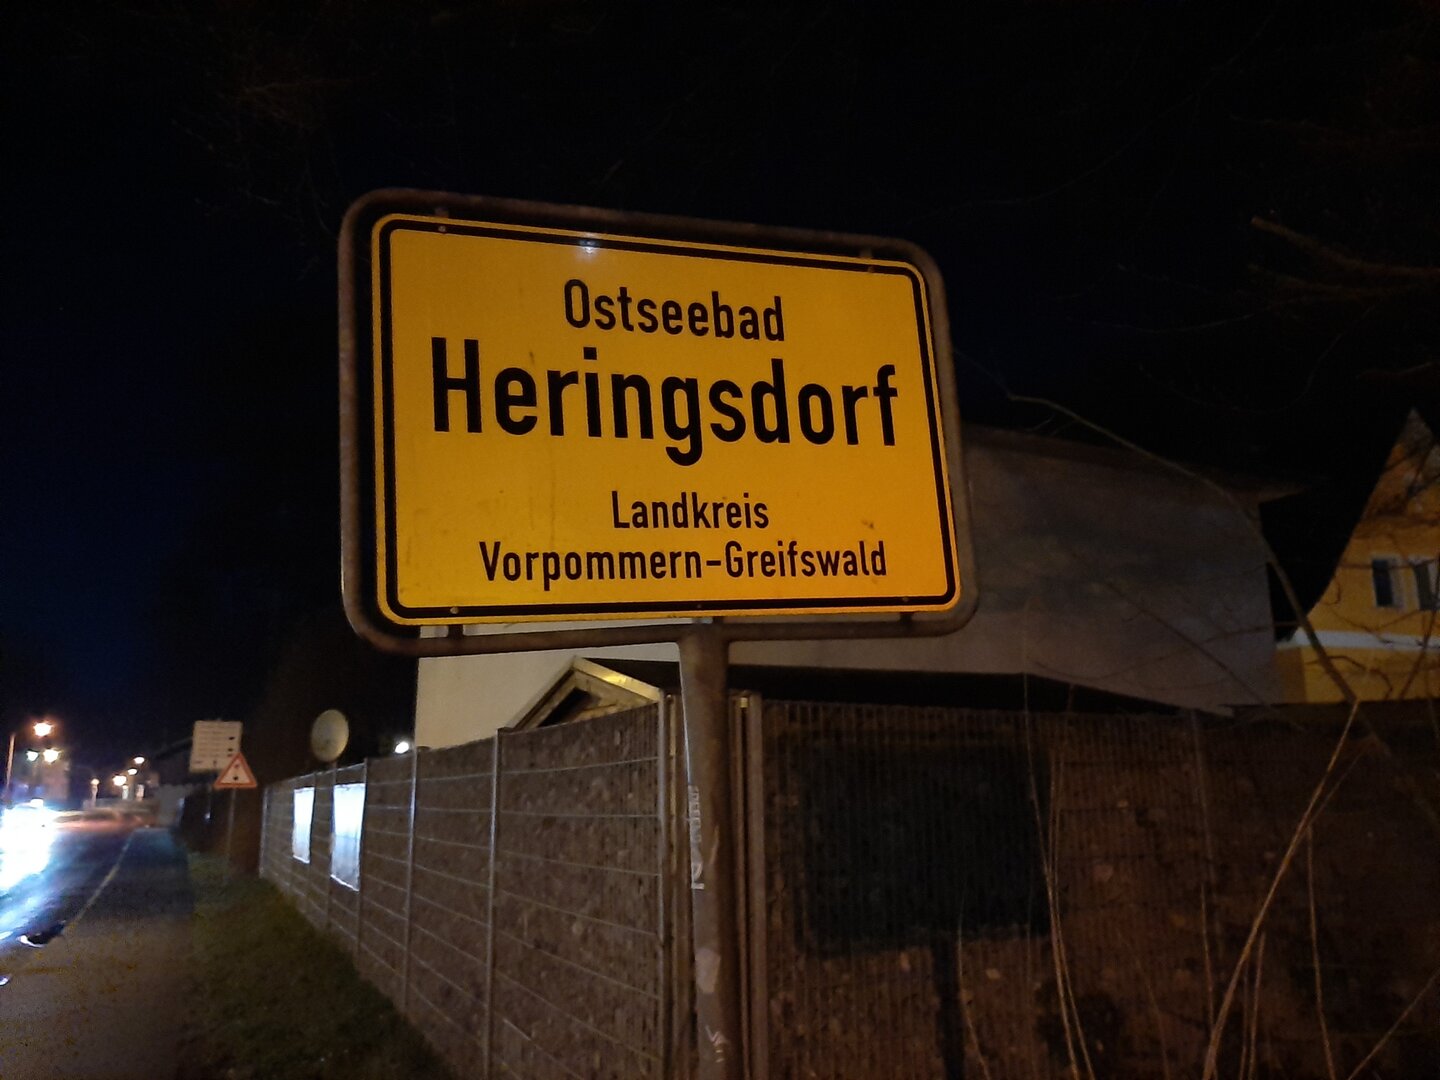 Ostseebad
Heringsdorf
Landkreis
Vorpommern-Greifswald